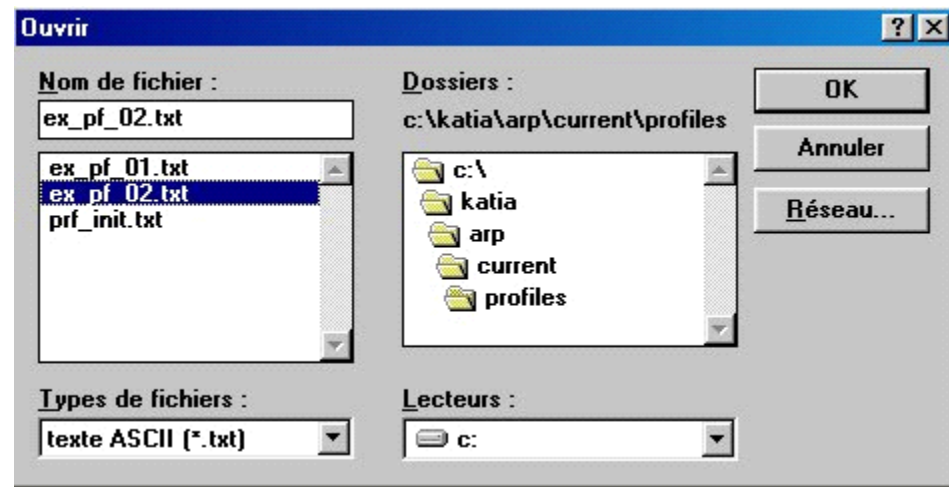 Ouvrir
Nom de fichier :
ex_pf_02.txt
ex_pf_01.txt
ex_pf_02.txt
prf_init.txt
Types de fichiers :
texte ASCII (*.txt)
Dossiers :
c:\katia\arp\current\profiles
c:\
katia
arp
current
profiles
Lecteurs :
c:
OK
Annuler
Réseau...